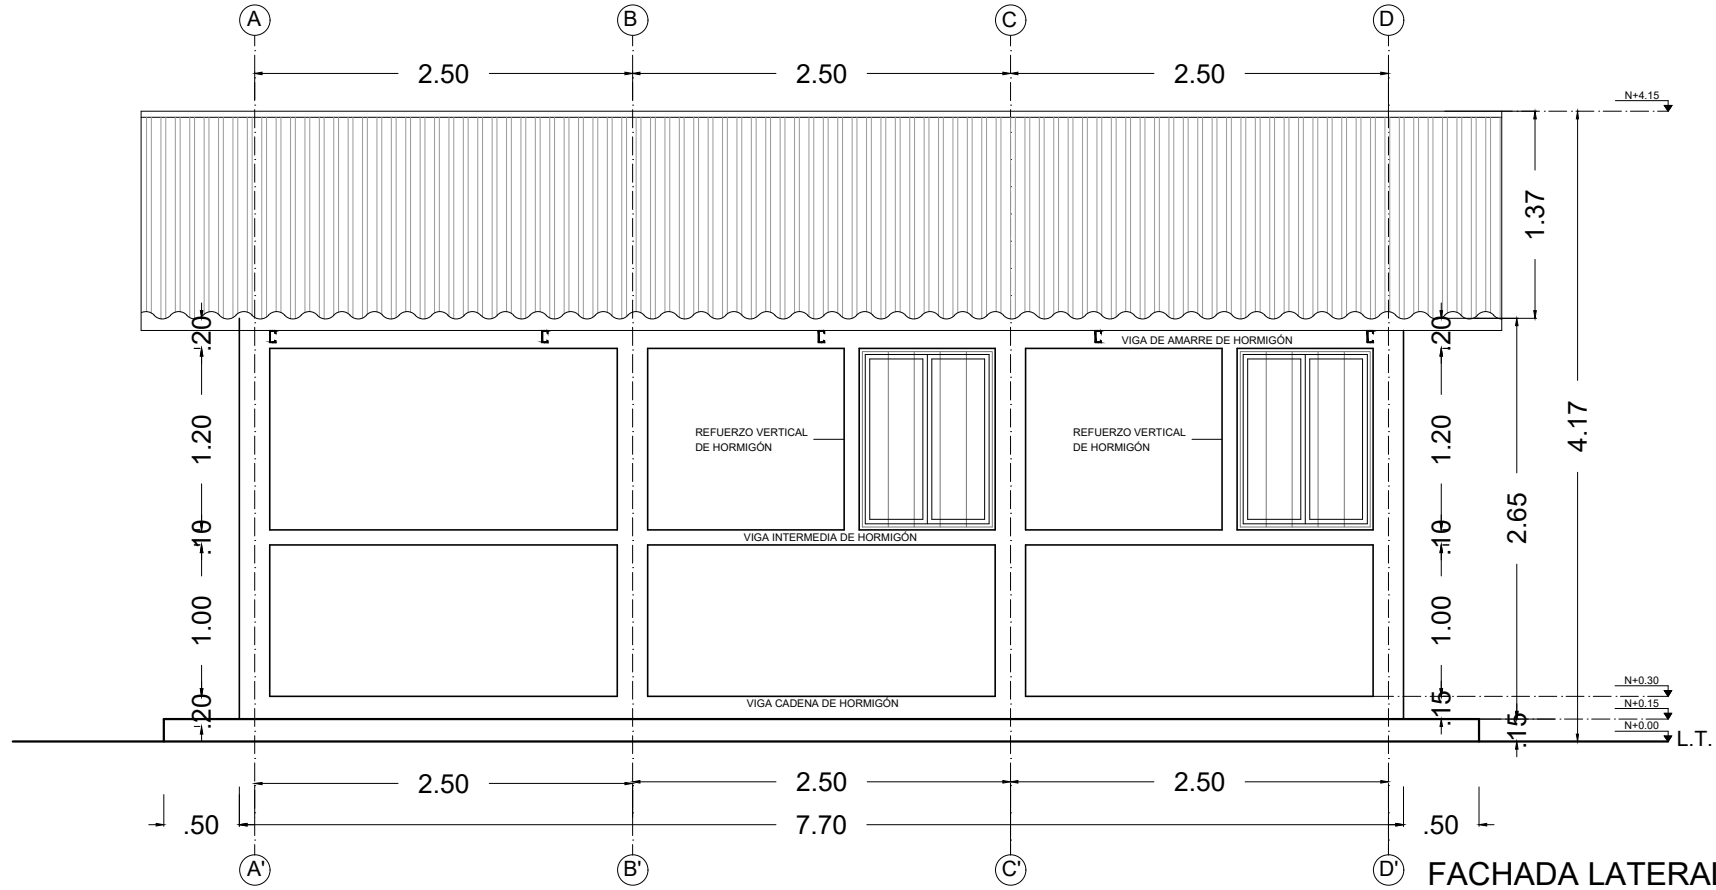 A
B
C
D
2.50
2.50
2.50
N+4.15
1.37
.20
.20
VIGA DE AMARRE DE HORMIGÓN
1.20
REFUERZO VERTICAL
DE HORMIGÓN
REFUERZO VERTICAL
DE HORMIGÓN
1.20
4.17
2.65
.10
VIGA INTERMEDIA DE HORMIGÓN
.10
1.00
1.00
N+0.30
.20
VIGA CADENA DE HORMIGÓN
.15
N+0.15
.15
N+0.00
L.T.
2.50
2.50
2.50
.50
7.70
.50
A'
B'
C'
D'
FACHADA LATERAL